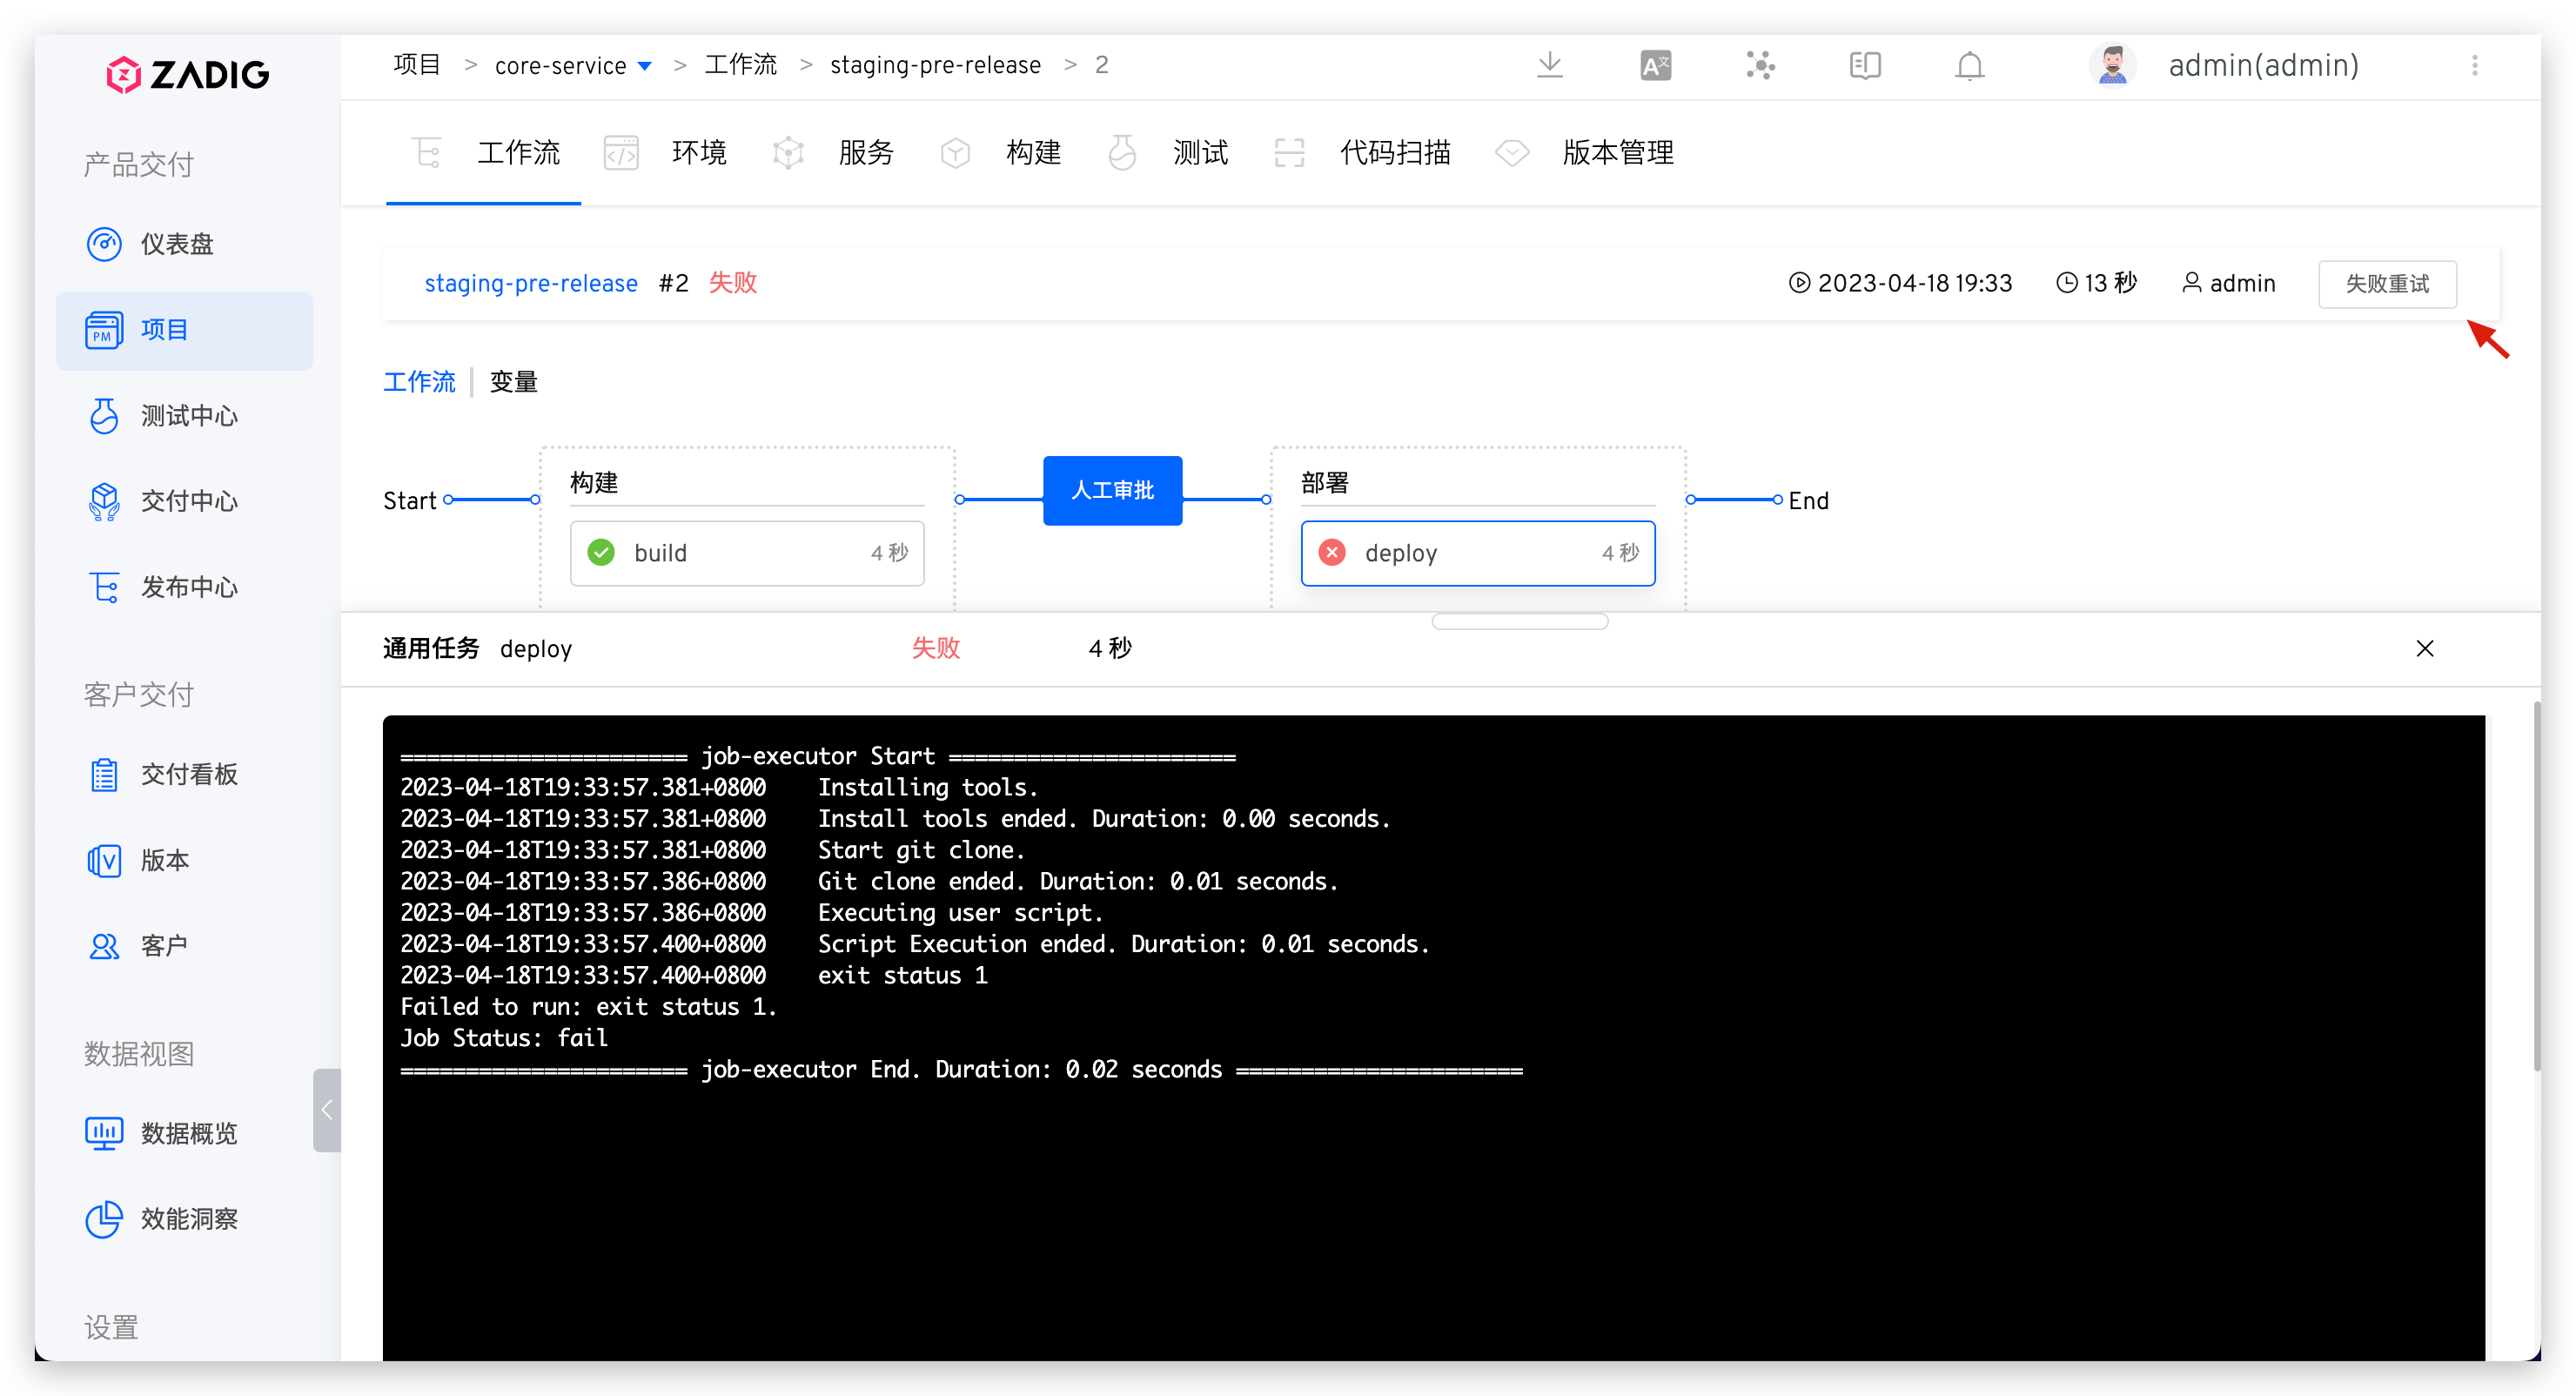 ZADIG
产品交付
仪表盘
项目
测试中心
交付中心
发布中心
客户交付
交付看板
版本
客户
数据视图
数据概览
效能洞察
设置
项目 > core-service > 工作流 > staging-pre-release > 2
admin(admin)
工作流 环境 服务 构建 测试 代码扫描 版本管理
staging-pre-release #2 失败 2023-04-18 19:33 13 秒 admin 失败重试
工作流 变量
Start
构建
build 4 秒
人工审批
部署
deploy 4 秒
End
通用任务 deploy 失败 4 秒
====================== job-executor Start ======================
2023-04-18T19:33:57.381+0800 Installing tools.
2023-04-18T19:33:57.381+0800 Install tools ended. Duration: 0.00 seconds.
2023-04-18T19:33:57.381+0800 Start git clone.
2023-04-18T19:33:57.386+0800 Git clone ended. Duration: 0.01 seconds.
2023-04-18T19:33:57.386+0800 Executing user script.
2023-04-18T19:33:57.400+0800 Script Execution ended. Duration: 0.01 seconds.
2023-04-18T19:33:57.400+0800 exit status 1
Failed to run: exit status 1.
Job Status: fail
====================== job-executor End. Duration: 0.02 seconds ======================